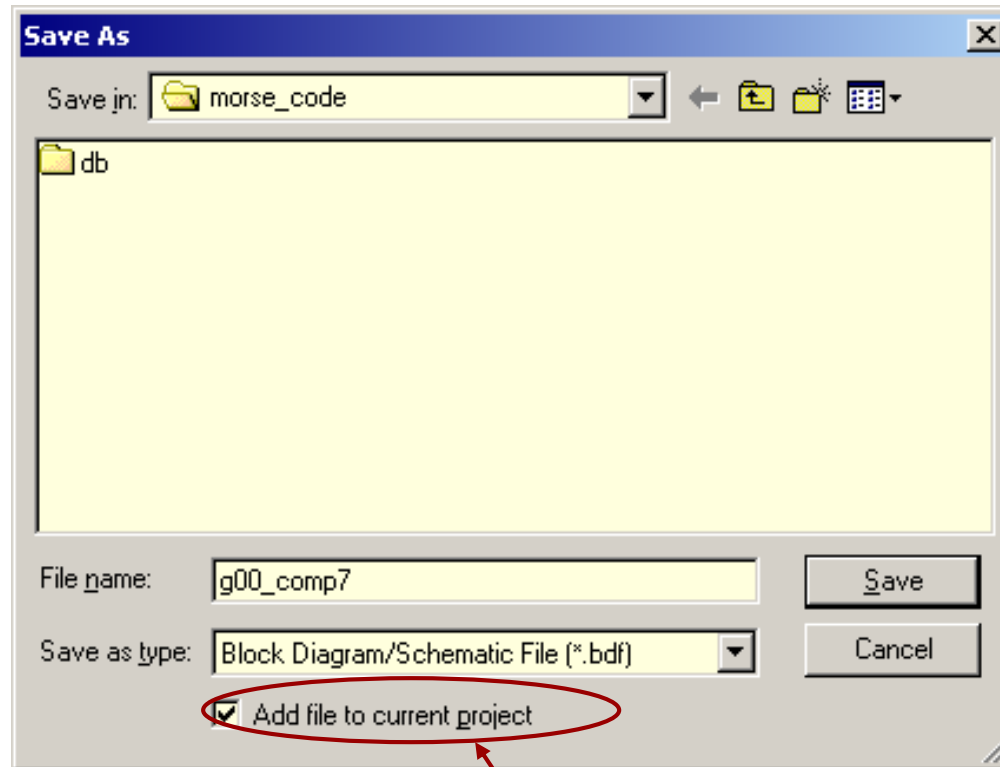 Save As
Save in: morse_code
db
File name: g00_comp7 Save
Save as type: Block Diagram/Schematic File (*.bdf) Cancel
Add file to current project